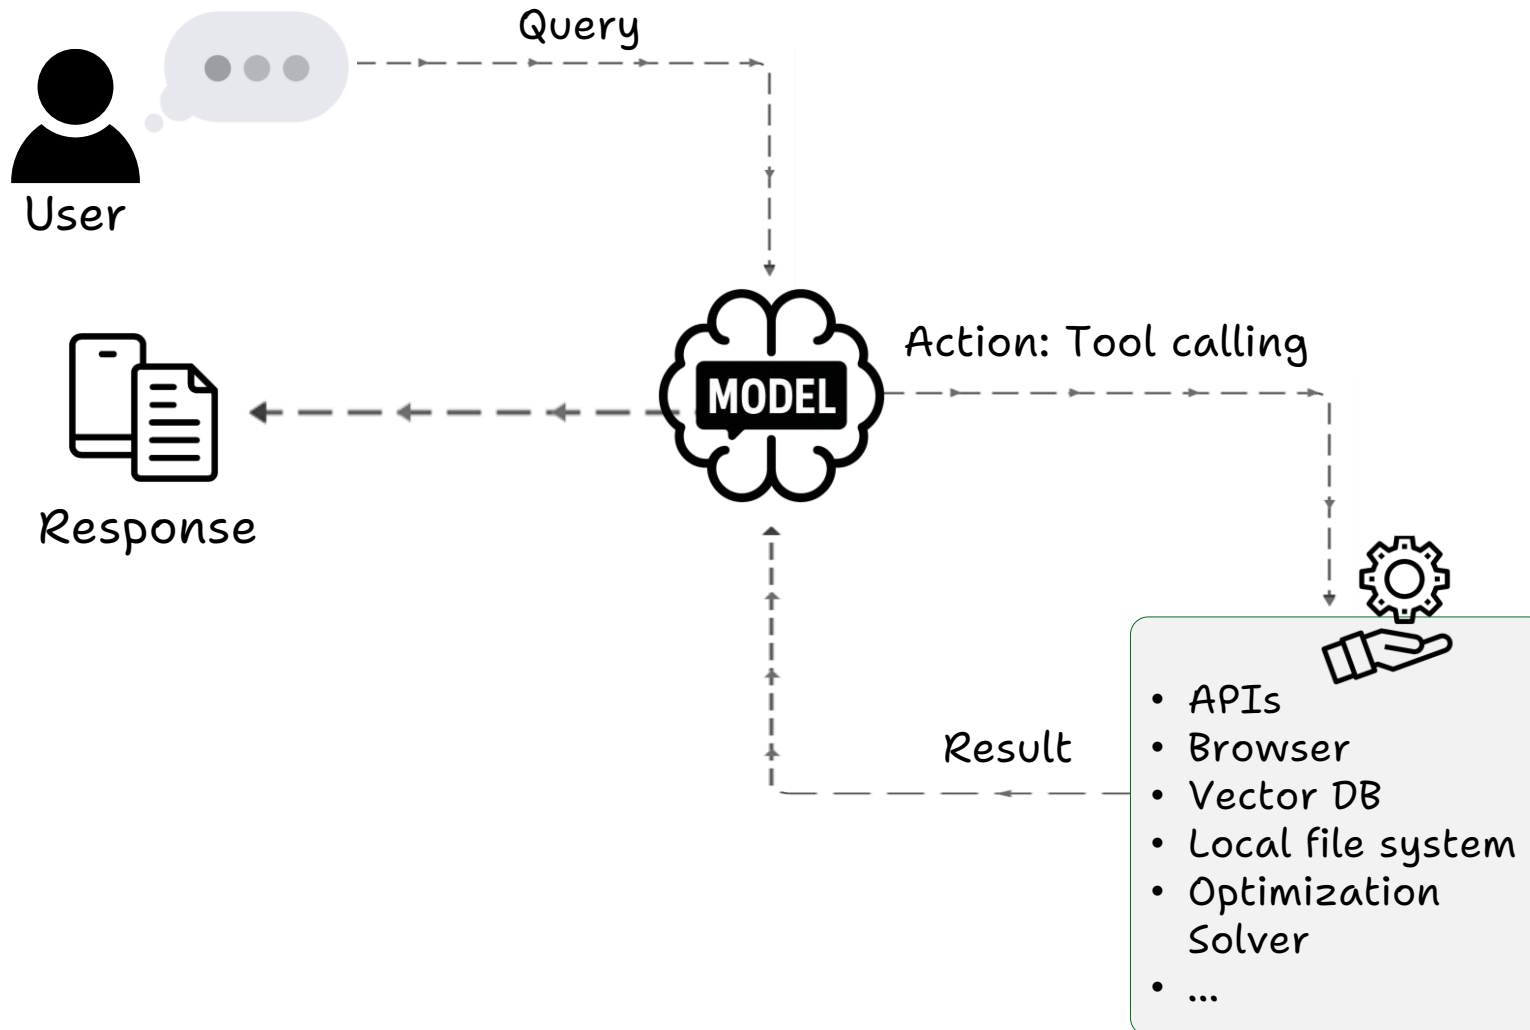 Query
User
MODEL
Action: Tool calling
Response
Result
• APIs
• Browser
• Vector DB
• Local file system
• Optimization
Solver
• ...